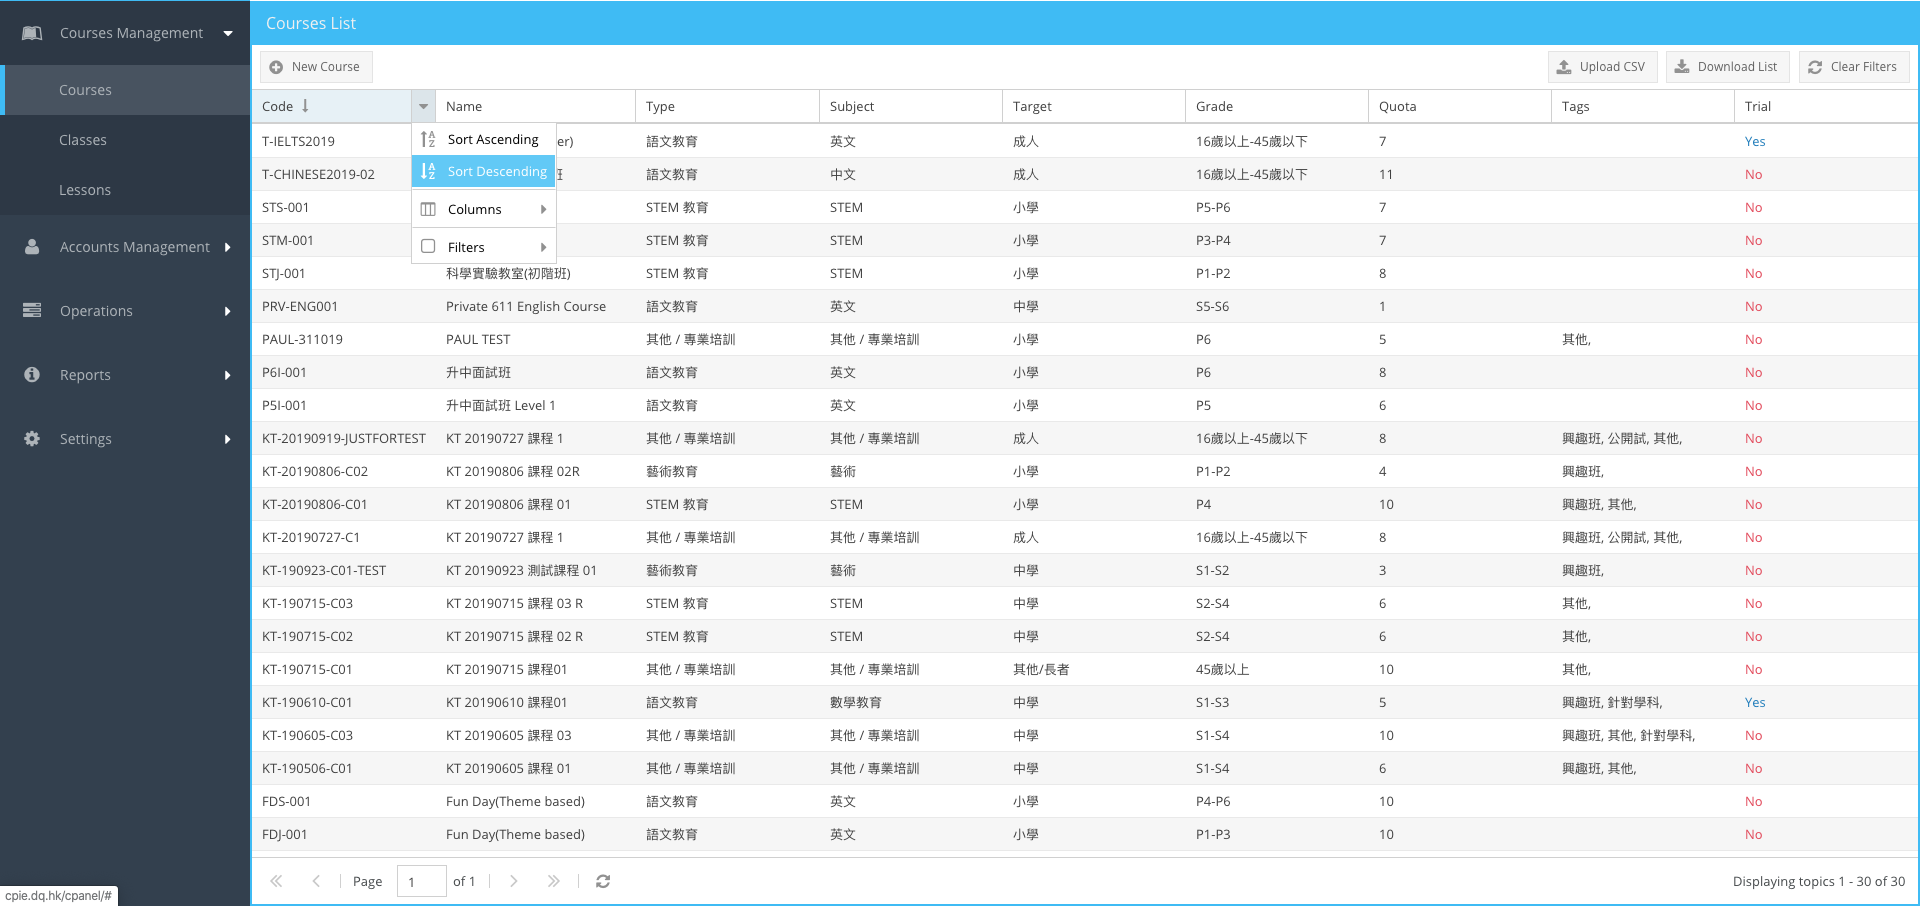 Courses Management
Courses
Classes
Lessons
Accounts Management
Operations
Reports
Settings
Courses List
New Course Upload CSV Download List Clear Filters
Code Name Type Subject Target Grade Quota Tags Trial
T-IELTS2019 er) 語文教育 英文 成人 16歲以上-45歲以下 7 Yes
T-CHINESE2019-02 班 語文教育 中文 成人 16歲以上-45歲以下 11 No
STS-001 STEM 教育 STEM 小學 P5-P6 7 No
STM-001 STEM 教育 STEM 小學 P3-P4 7 No
Sort Ascending
Sort Descending
Columns
Filters
STJ-001 科學實驗教室(初階班) STEM 教育 STEM 小學 P1-P2 8 No
PRV-ENG001 Private 611 English Course 語文教育 英文 中學 S5-S6 1 No
PAUL-311019 PAUL TEST 其他 / 專業培訓 其他 / 專業培訓 小學 P6 5 其他, No
P6I-001 升中面試班 語文教育 英文 小學 P6 8 No
P5I-001 升中面試班 Level 1 語文教育 英文 小學 P5 6 No
KT-20190919-JUSTFORTEST KT 20190727 課程 1 其他 / 專業培訓 其他 / 專業培訓 成人 16歲以上-45歲以下 8 興趣班, 公開試, 其他, No
KT-20190806-C02 KT 20190806 課程 02R 藝術教育 藝術 小學 P1-P2 4 興趣班, No
KT-20190806-C01 KT 20190806 課程 01 STEM 教育 STEM 小學 P4 10 興趣班, 其他, No
KT-20190727-C1 KT 20190727 課程 1 其他 / 專業培訓 其他 / 專業培訓 成人 16歲以上-45歲以下 8 興趣班, 公開試, 其他, No
KT-190923-C01-TEST KT 20190923 測試課程 01 藝術教育 藝術 中學 S1-S2 3 興趣班, No
KT-190715-C03 KT 20190715 課程 03 R STEM 教育 STEM 中學 S2-S4 6 其他, No
KT-190715-C02 KT 20190715 課程 02 R STEM 教育 STEM 中學 S2-S4 6 其他, No
KT-190715-C01 KT 20190715 課程01 其他 / 專業培訓 其他 / 專業培訓 其他/長者 45歲以上 10 其他, No
KT-190610-C01 KT 20190610 課程01 語文教育 數學教育 中學 S1-S3 5 興趣班, 針對學科, Yes
KT-190605-C03 KT 20190605 課程 03 其他 / 專業培訓 其他 / 專業培訓 中學 S1-S4 10 興趣班, 其他, 針對學科, No
KT-190506-C01 KT 20190605 課程 01 其他 / 專業培訓 其他 / 專業培訓 中學 S1-S4 6 興趣班, 其他, No
FDS-001 Fun Day(Theme based) 語文教育 英文 小學 P4-P6 10 No
FDJ-001 Fun Day(Theme based) 語文教育 英文 小學 P1-P3 10 No
Page 1 of 1 Displaying topics 1 - 30 of 30
cpie.dq.hk/cpanel/#